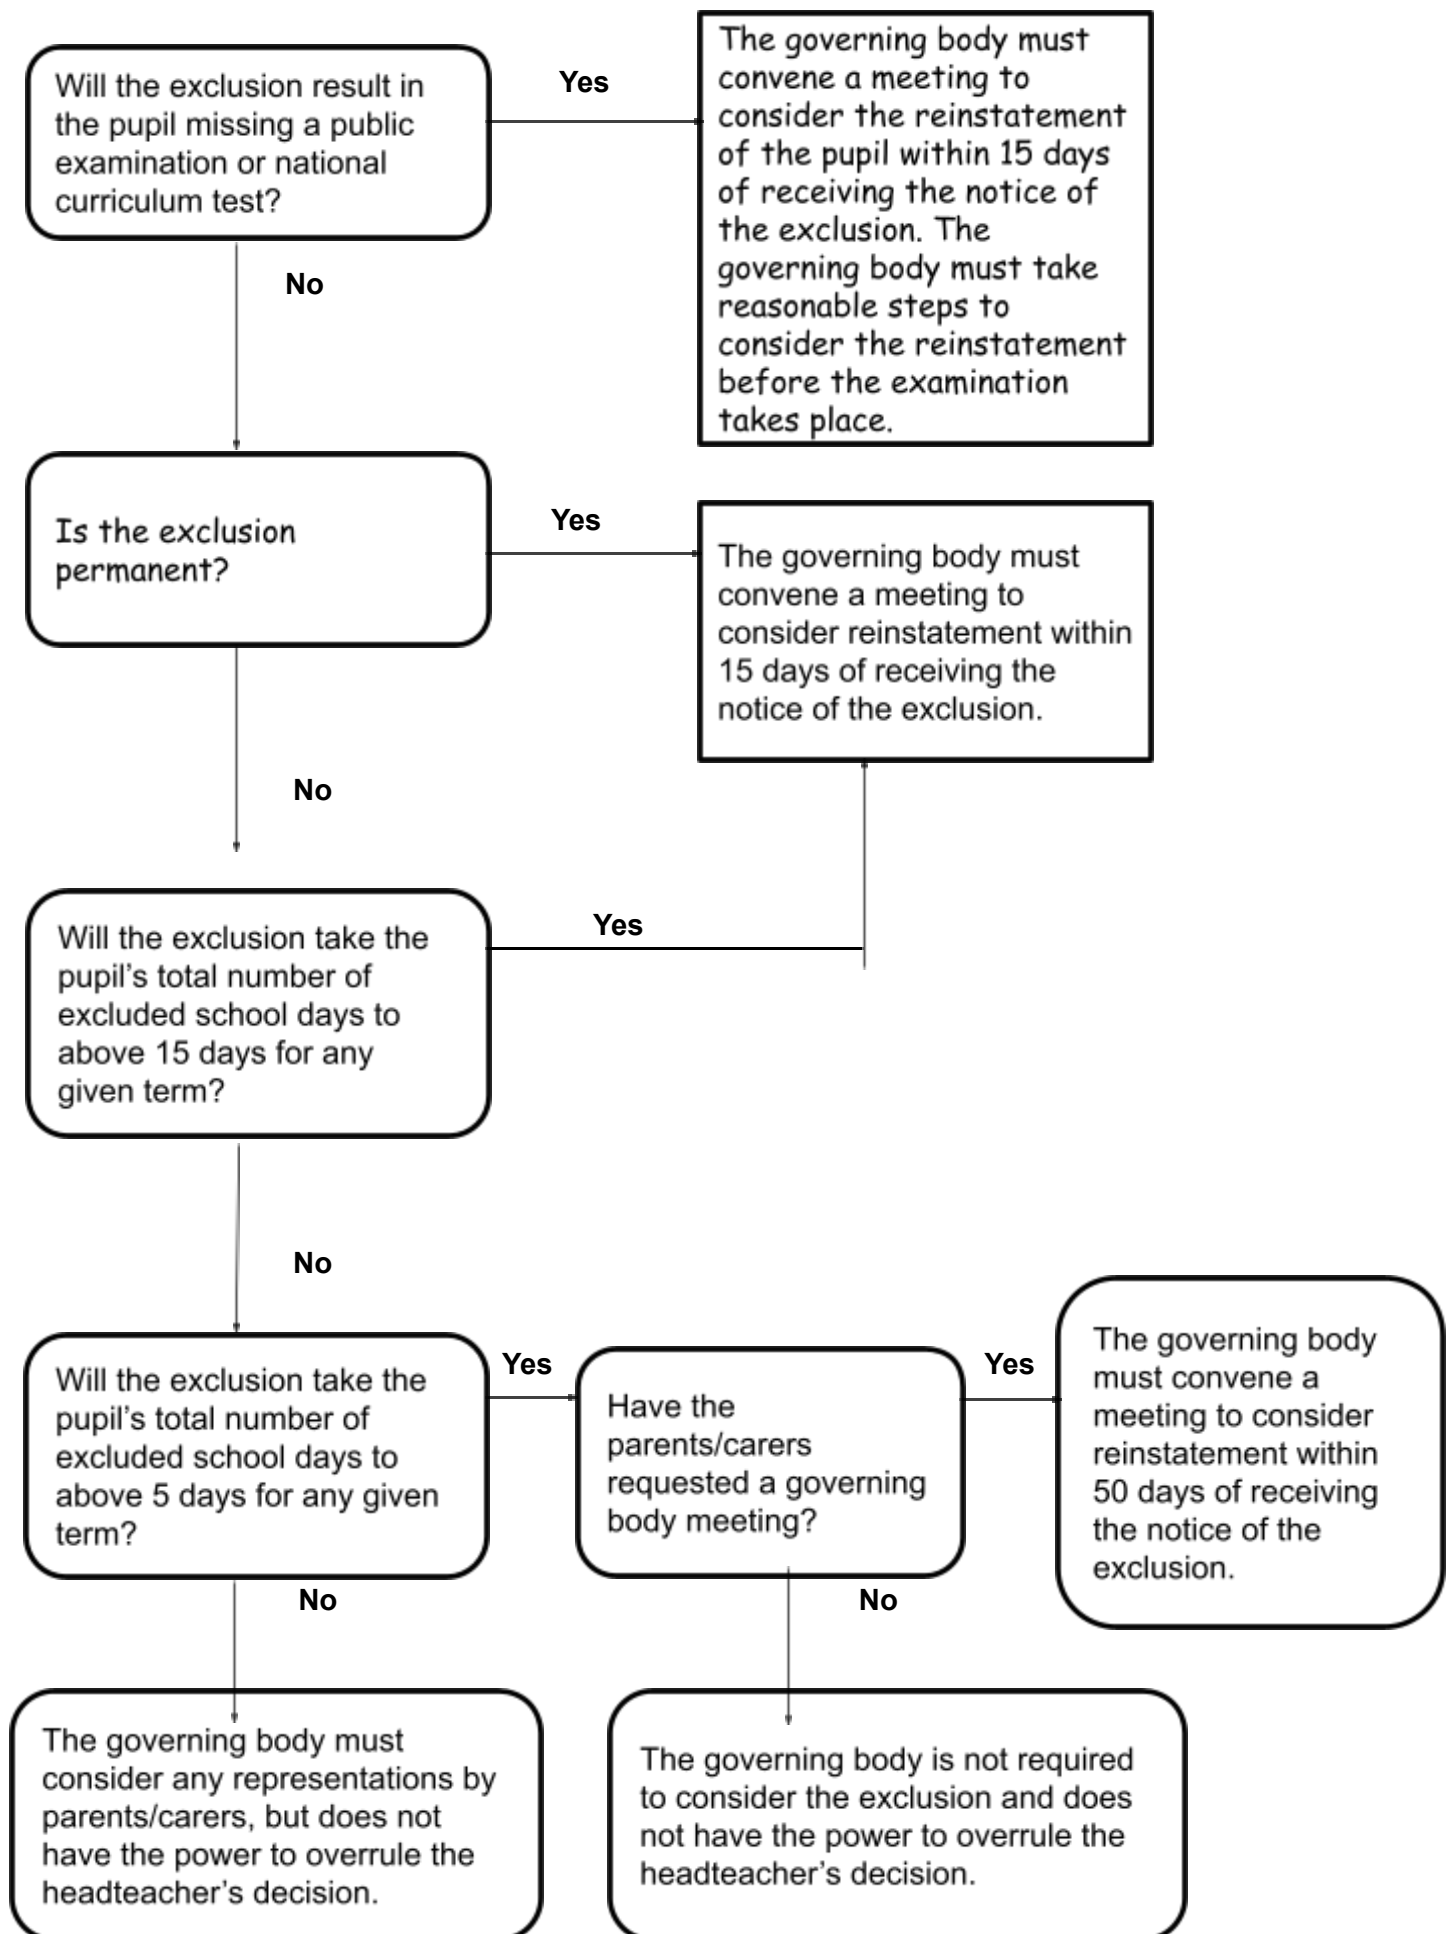 Will the exclusion result in
the pupil missing a public
examination or national
curriculum test?
Yes
The governing body must
convene a meeting to
consider the reinstatement
of the pupil within 15 days
of receiving the notice of
the exclusion. The
governing body must take
reasonable steps to
consider the reinstatement
before the examination
takes place.
No
Is the exclusion
permanent?
Yes
The governing body must
convene a meeting to
consider reinstatement within
15 days of receiving the
notice of the exclusion.
No
Will the exclusion take the
pupil’s total number of
excluded school days to
above 15 days for any
given term?
Yes
No
Will the exclusion take the
pupil’s total number of
excluded school days to
above 5 days for any given
term?
Yes
Have the
parents/carers
requested a governing
body meeting?
Yes
The governing body
must convene a
meeting to consider
reinstatement within
50 days of receiving
the notice of the
exclusion.
No
No
The governing body must
consider any representations by
parents/carers, but does not
have the power to overrule the
headteacher’s decision.
The governing body is not required
to consider the exclusion and does
not have the power to overrule the
headteacher’s decision.